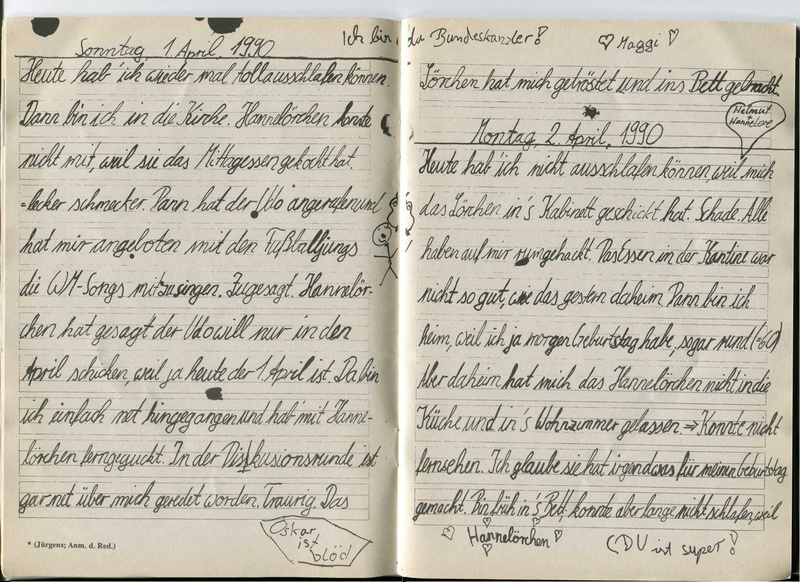 Ich bin da Bundeskanzler!
♡ Maggi ♡
Sonntag 1. April, 1990
Heute hab' ich wieder mal toll ausschlafen können.
Dann bin ich in die Kirche. Hannelörchen konnte
nicht mit, weil sie das Mittagessen gekocht hat.
=lecker schmecker. Dann hat der Udo angerufen und
hat mir angeboten mit den Fußballjungs
die WM-Songs mitzusingen. Zugesagt. Hannelör-
chen hat gesagt der Udo will nur in den
April schicken, weil ja heute der 1. April ist. Da bin
ich einfach net hingegangen und hab mit Hanne-
lörchen ferngeguckt. In der Diskusionsrunde ist
gar net über mich geredet worden. Traurig. Das
Oskar
ist
blöd
* (Jürgens; Anm. d. Red.)
Lörchen hat mich getröstet und ins Bett gebracht.
Helmut
+
Hannelore
Montag, 2. April, 1990
Heute hab 'ich nicht ausschlafen können, weil mich
das Lörchen in's Kabinett geschickt hat. Schade. Alle
haben auf mir rumgehackt. Das Essen in der Kantine war
nicht so gut, wie das gestern daheim. Dann bin ich
heim, weil ich ja morgen Geburtstag habe, sogar rund (=60)
Aber daheim hat mich das Hannelörchen nicht in die
Küche und in's Wohnzimmer gelassen. ⇒ Konnte nicht
fernsehen. Ich glaube sie hat irgendwas für meinen Geburtstag
gemacht. Bin früh in's Bed, konnte aber lange nicht schlafen, weil
♡ Hannelörchen ♡
CDU ist super!